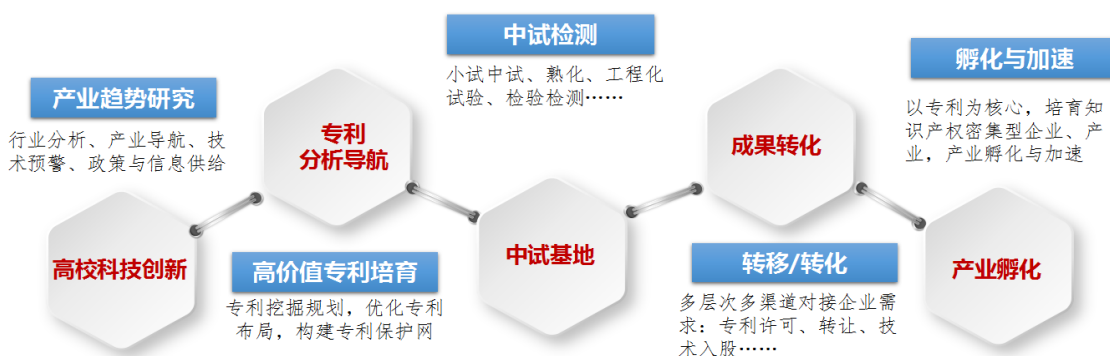 产业趋势研究
行业分析、产业导航、技
术预警、政策与信息供给
高校科技创新
专利
分析导航
高价值专利培育
专利挖掘规划，优化专利
布局，构建专利保护网
中试检测
小试中试、熟化、工程化
试验、检验检测……
中试基地
成果转化
转移/转化
多层次多渠道对接企业需
求：专利许可、转让、技
术入股……
孵化与加速
以专利为核心，培育知
识产权密集型企业、产
业，产业孵化与加速
产业孵化